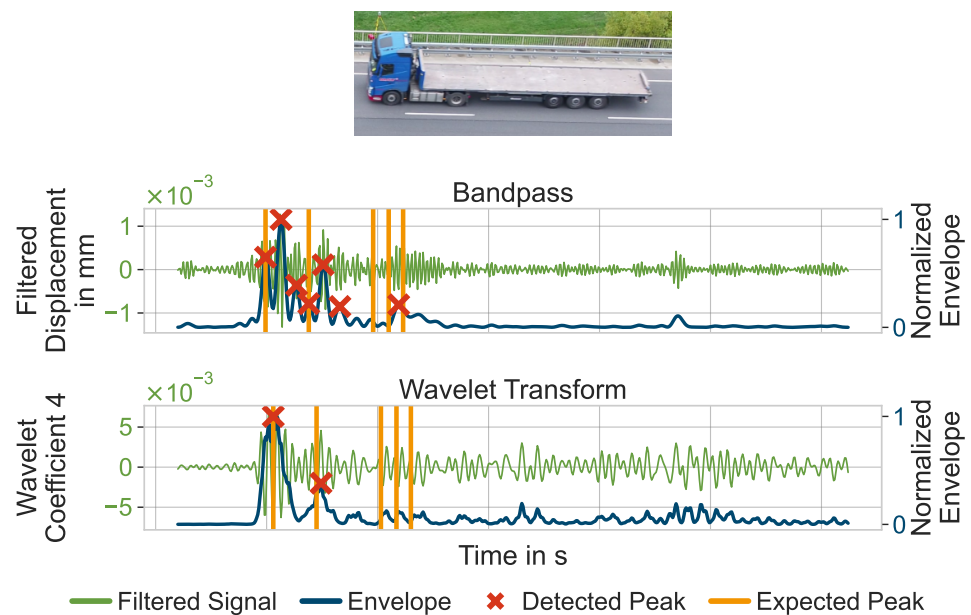 ×10⁻³
Bandpass
Filtered
Displacement
in mm
1
0
−1
1
0
Normalized
Envelope
×10⁻³
Wavelet Transform
Wavelet
Coefficient 4
5
0
−5
1
0
Normalized
Envelope
Time in s
Filtered Signal Envelope Detected Peak Expected Peak